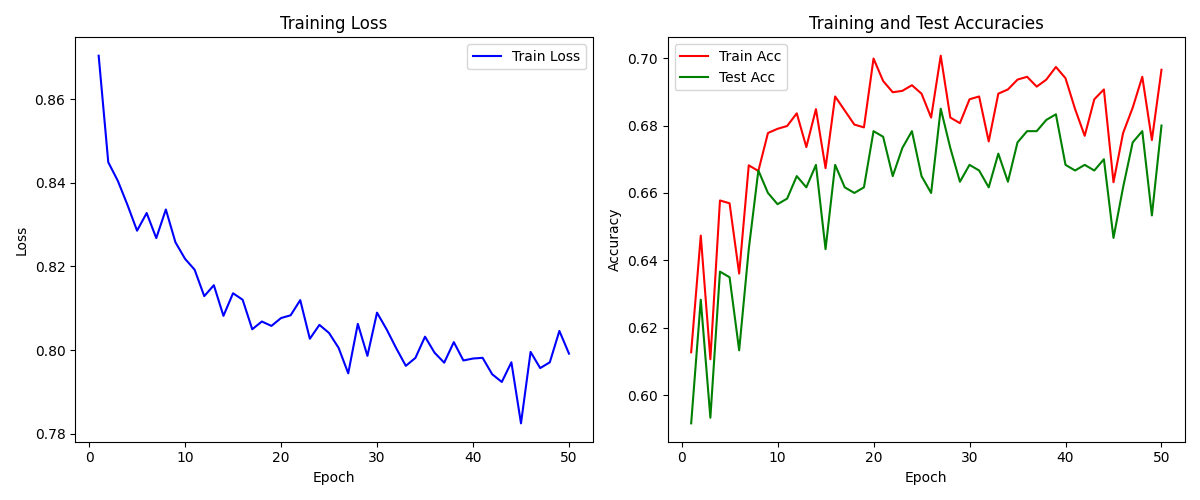 Training Loss
Train Loss
0.86
0.84
0.82
0.80
0.78
Loss
0 10 20 30 40 50
Epoch
Training and Test Accuracies
Train Acc
Test Acc
0.70
0.68
0.66
0.64
0.62
0.60
Accuracy
0 10 20 30 40 50
Epoch